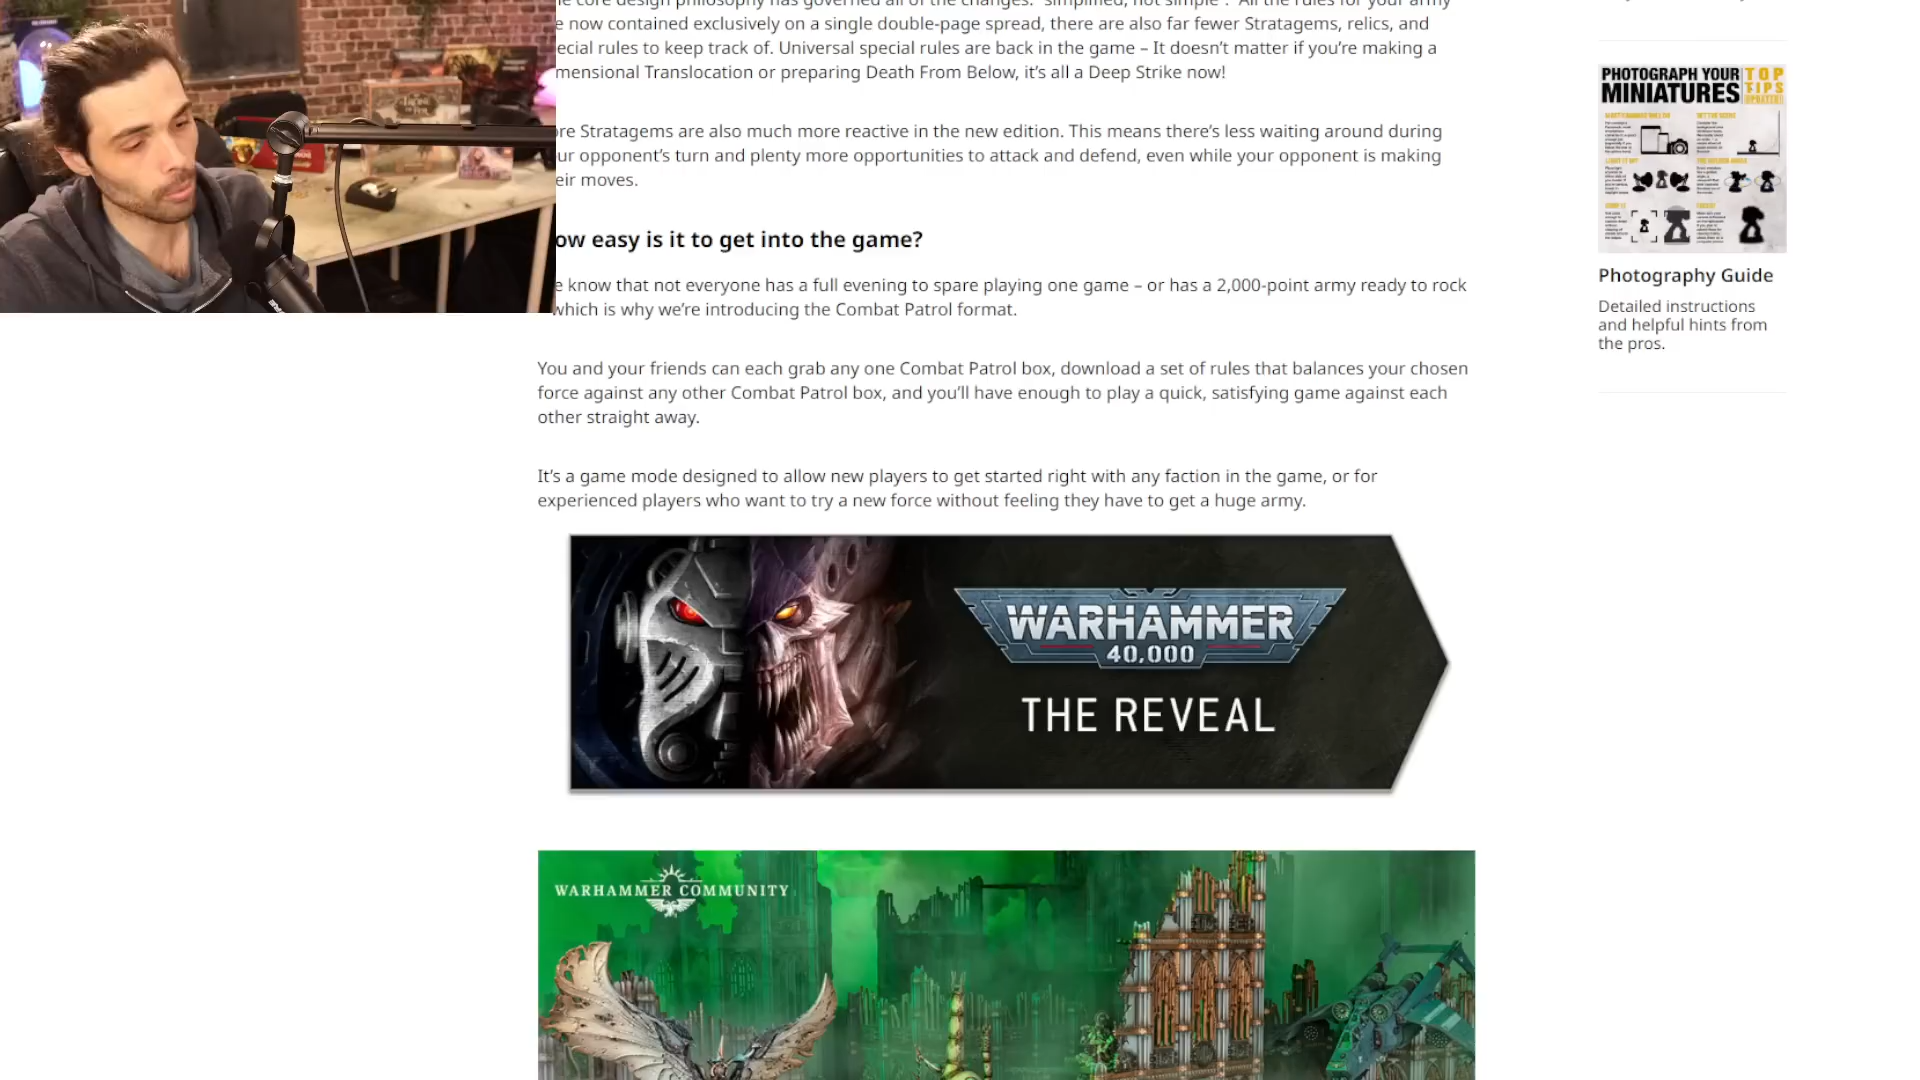 core design philosophy has governed all of the changes: "simplified, not simple". All the rules for your army
now contained exclusively on a single double-page spread, there are also far fewer Stratagems, relics, and
ecial rules to keep track of. Universal special rules are back in the game – It doesn't matter if you're making a
mensional Translocation or preparing Death From Below, it's all a Deep Strike now!
re Stratagems are also much more reactive in the new edition. This means there's less waiting around during
ur opponent's turn and plenty more opportunities to attack and defend, even while your opponent is making
eir moves.
ow easy is it to get into the game?
e know that not everyone has a full evening to spare playing one game – or has a 2,000-point army ready to rock
which is why we're introducing the Combat Patrol format.
You and your friends can each grab any one Combat Patrol box, download a set of rules that balances your chosen
force against any other Combat Patrol box, and you'll have enough to play a quick, satisfying game against each
other straight away.
It's a game mode designed to allow new players to get started right with any faction in the game, or for
experienced players who want to try a new force without feeling they have to get a huge army.
WARHAMMER
40,000
THE REVEAL
WARHAMMER COMMUNITY
PHOTOGRAPH YOUR TOP
MINIATURES TIPS
Photography Guide
Detailed instructions
and helpful hints from
the pros.